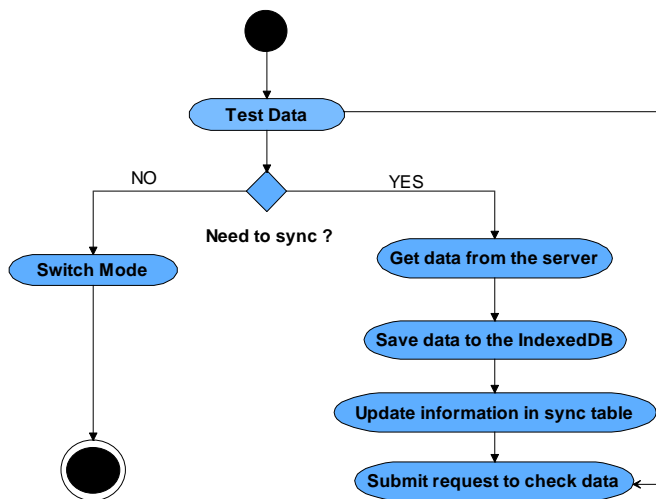 Test Data
NO
YES
Need to sync ?
Get data from the server
Switch Mode
Save data to the IndexedDB
Update information in sync table
Submit request to check data